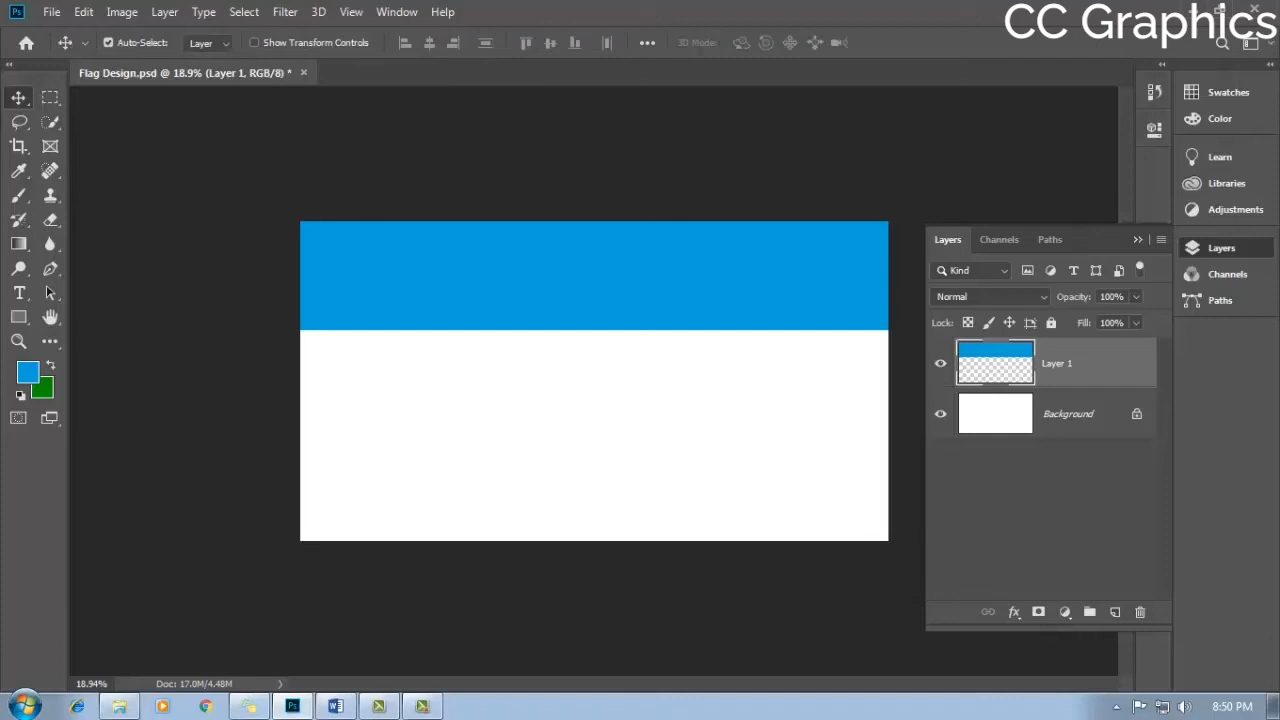 File Edit Image Layer Type Select Filter 3D View Window Help
CC Graphics
Auto-Select: Layer Show Transform Controls 3D Mode:
Flag Design.psd @ 18.9% (Layer 1, RGB/8) *
Swatches
Color
Learn
Libraries
Adjustments
Layers
Channels
Paths
Layers Channels Paths
Kind
Normal Opacity: 100%
Lock: Fill: 100%
Layer 1
Background
18.94% Doc: 17.0M/4.48M
8:50 PM